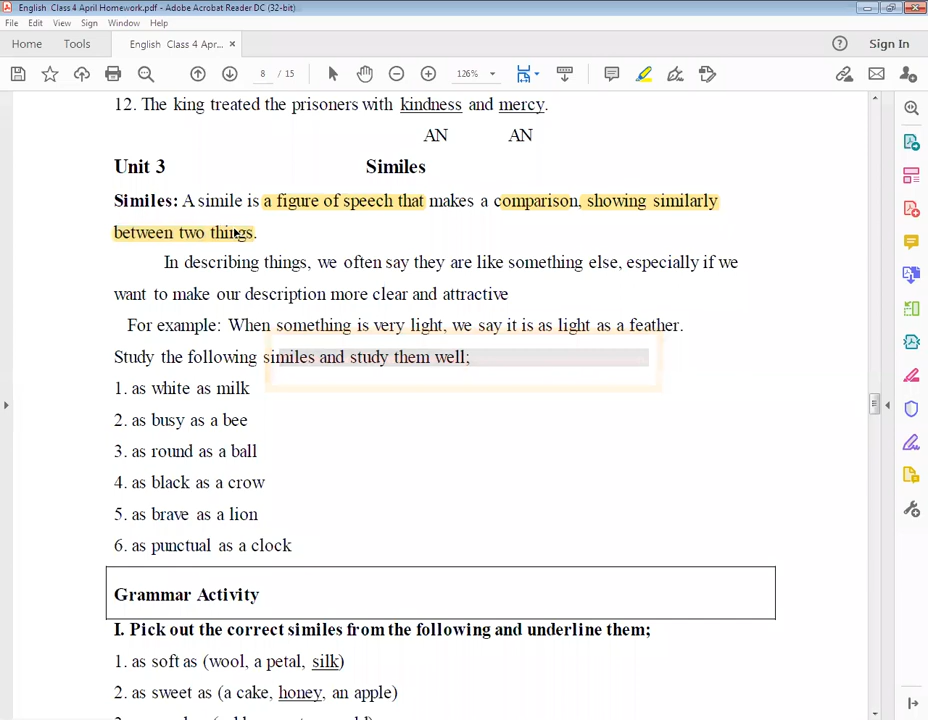 English Class 4 April Homework.pdf - Adobe Acrobat Reader DC (32-bit)
File Edit View Sign Window Help
Home Tools English Class 4 Apr... × Sign In
8 / 15 126%
12. The king treated the prisoners with kindness and mercy.
AN AN
Unit 3 Similes
Similes: A simile is a figure of speech that makes a comparison, showing similarly
between two things.
In describing things, we often say they are like something else, especially if we
want to make our description more clear and attractive
For example: When something is very light, we say it is as light as a feather.
Study the following similes and study them well;
1. as white as milk
2. as busy as a bee
3. as round as a ball
4. as black as a crow
5. as brave as a lion
6. as punctual as a clock
Grammar Activity
I. Pick out the correct similes from the following and underline them;
1. as soft as (wool, a petal, silk)
2. as sweet as (a cake, honey, an apple)